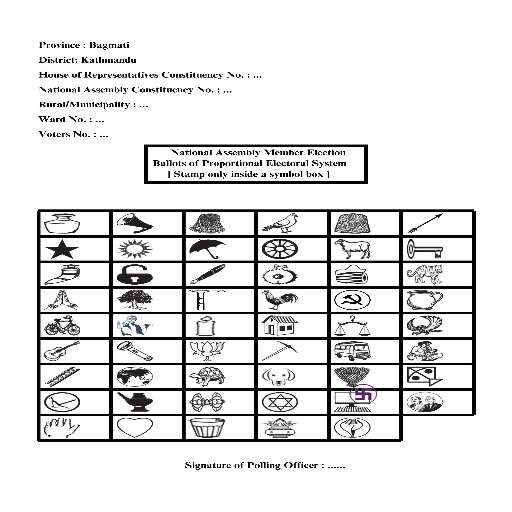 Province : Bagmati
District: Kathmandu
House of Representatives Constituency No. : ...
National Assembly Constituency No. : ...
Rural/Municipality : ...
Ward No. : ...
Voters No. : ...
National Assembly Member Election
Ballots of Proportional Electoral System
[ Stamp only inside a symbol box ]
Signature of Polling Officer : ......